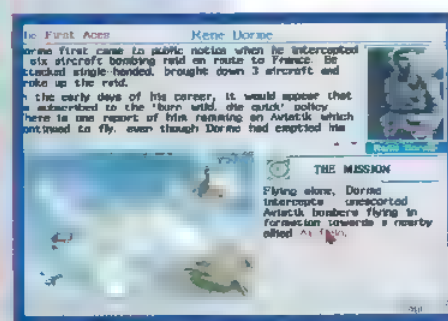 The First Aces
Rene Dorme
orme first came to public notice when he intercepted
six aircraft bombing raid en route to France. He
ttacked single-handed, brought down 3 aircraft and
roke up the raid.
n the early days of his career, it would appear that
e subscribed to the 'burn wild, die quick' policy
here is one report of him ramming an Aviatik which
ontinued to fly, even though Dorme had emptied his
Rene Dorme
THE MISSION
Flying alone, Dorme
intercepts unescorted
Aviatik bombers flying in
formation towards a nearby
allied